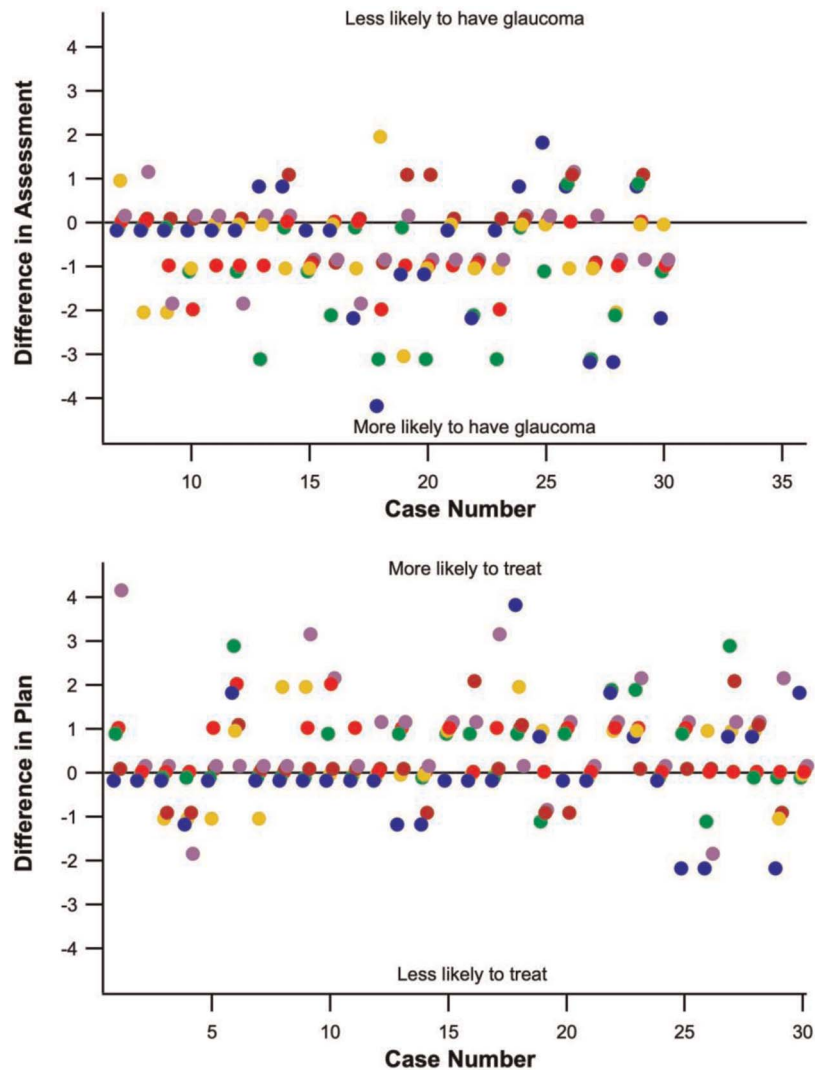 Less likely to have glaucoma
4
3
2
1
0
-1
-2
-3
-4
Difference in Assessment
More likely to have glaucoma
10 15 20 25 30 35
Case Number
More likely to treat
4
3
2
1
0
-1
-2
-3
-4
Difference in Plan
Less likely to treat
5 10 15 20 25 30
Case Number